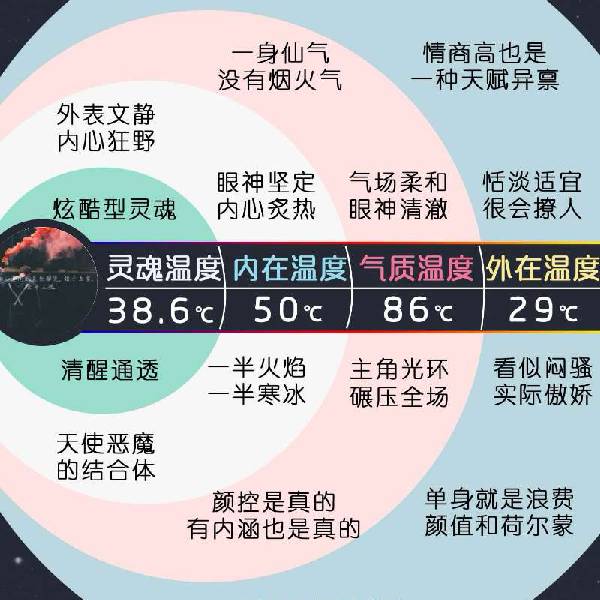 一身仙气
没有烟火气
情商高也是
一种天赋异禀
外表文静
内心狂野
眼神坚定
内心炙热
气场柔和
眼神清澈
恬淡适宜
很会撩人
炫酷型灵魂
灵魂温度
内在温度
气质温度
外在温度
38.6℃
50℃
86℃
29℃
清醒通透
一半火焰
一半寒冰
主角光环
碾压全场
看似闷骚
实际傲娇
天使恶魔
的结合体
颜控是真的
有内涵也是真的
单身就是浪费
颜值和荷尔蒙